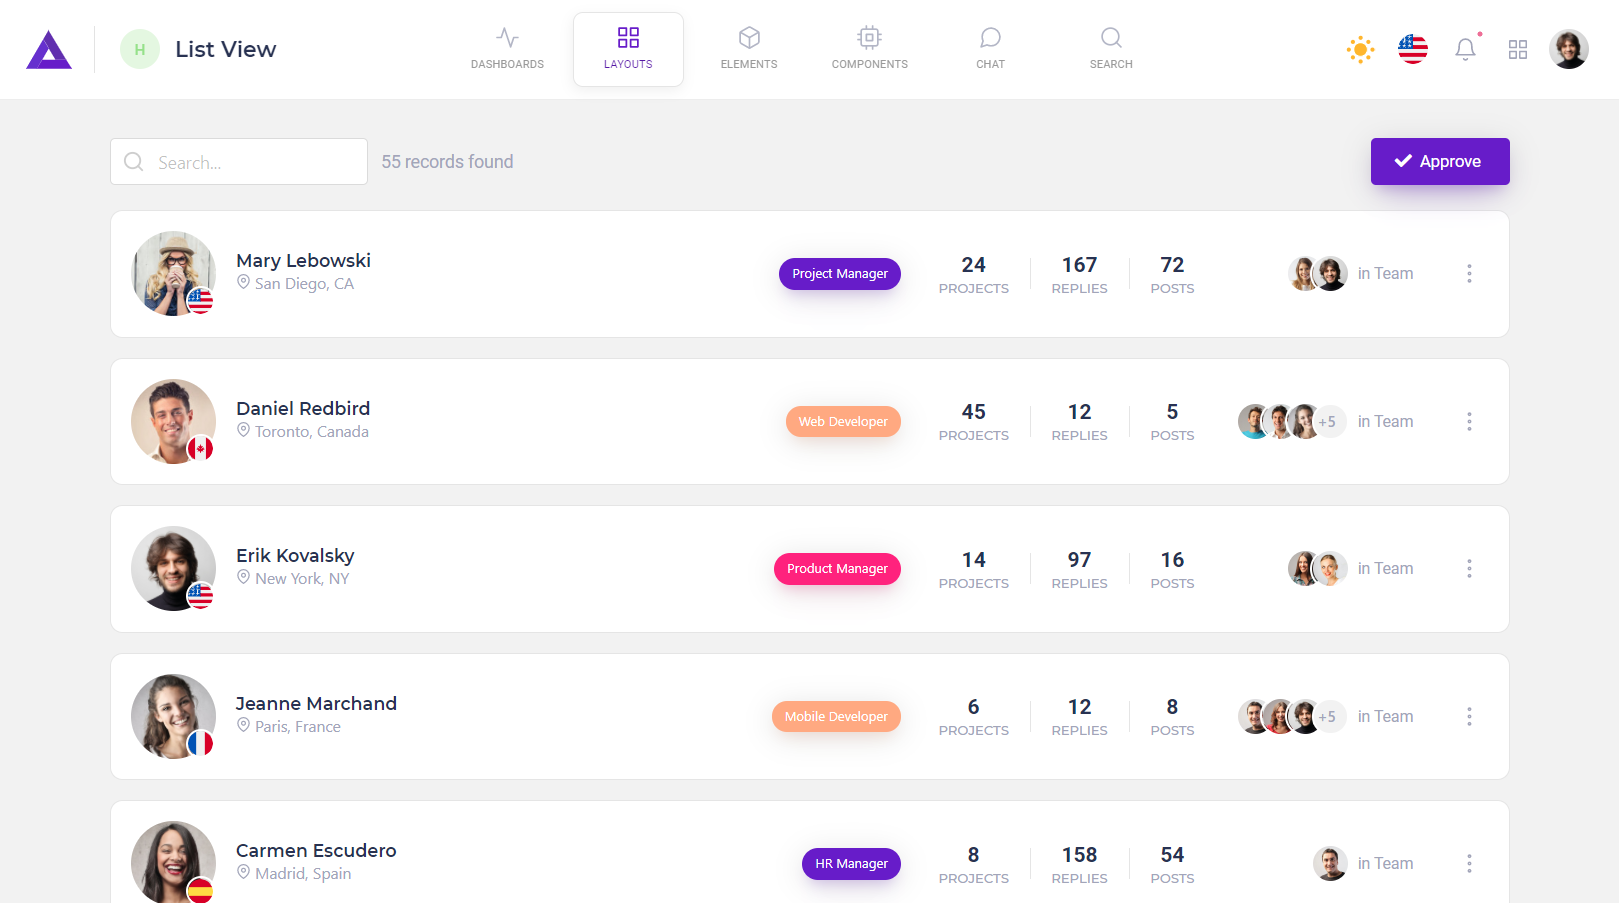 H
List View
DASHBOARDS
LAYOUTS
ELEMENTS
COMPONENTS
CHAT
SEARCH
Search...
55 records found
Approve
Mary Lebowski
San Diego, CA
Project Manager
24
PROJECTS
167
REPLIES
72
POSTS
in Team
Daniel Redbird
Toronto, Canada
Web Developer
45
PROJECTS
12
REPLIES
5
POSTS
+5
in Team
Erik Kovalsky
New York, NY
Product Manager
14
PROJECTS
97
REPLIES
16
POSTS
in Team
Jeanne Marchand
Paris, France
Mobile Developer
6
PROJECTS
12
REPLIES
8
POSTS
+5
in Team
Carmen Escudero
Madrid, Spain
HR Manager
8
PROJECTS
158
REPLIES
54
POSTS
in Team